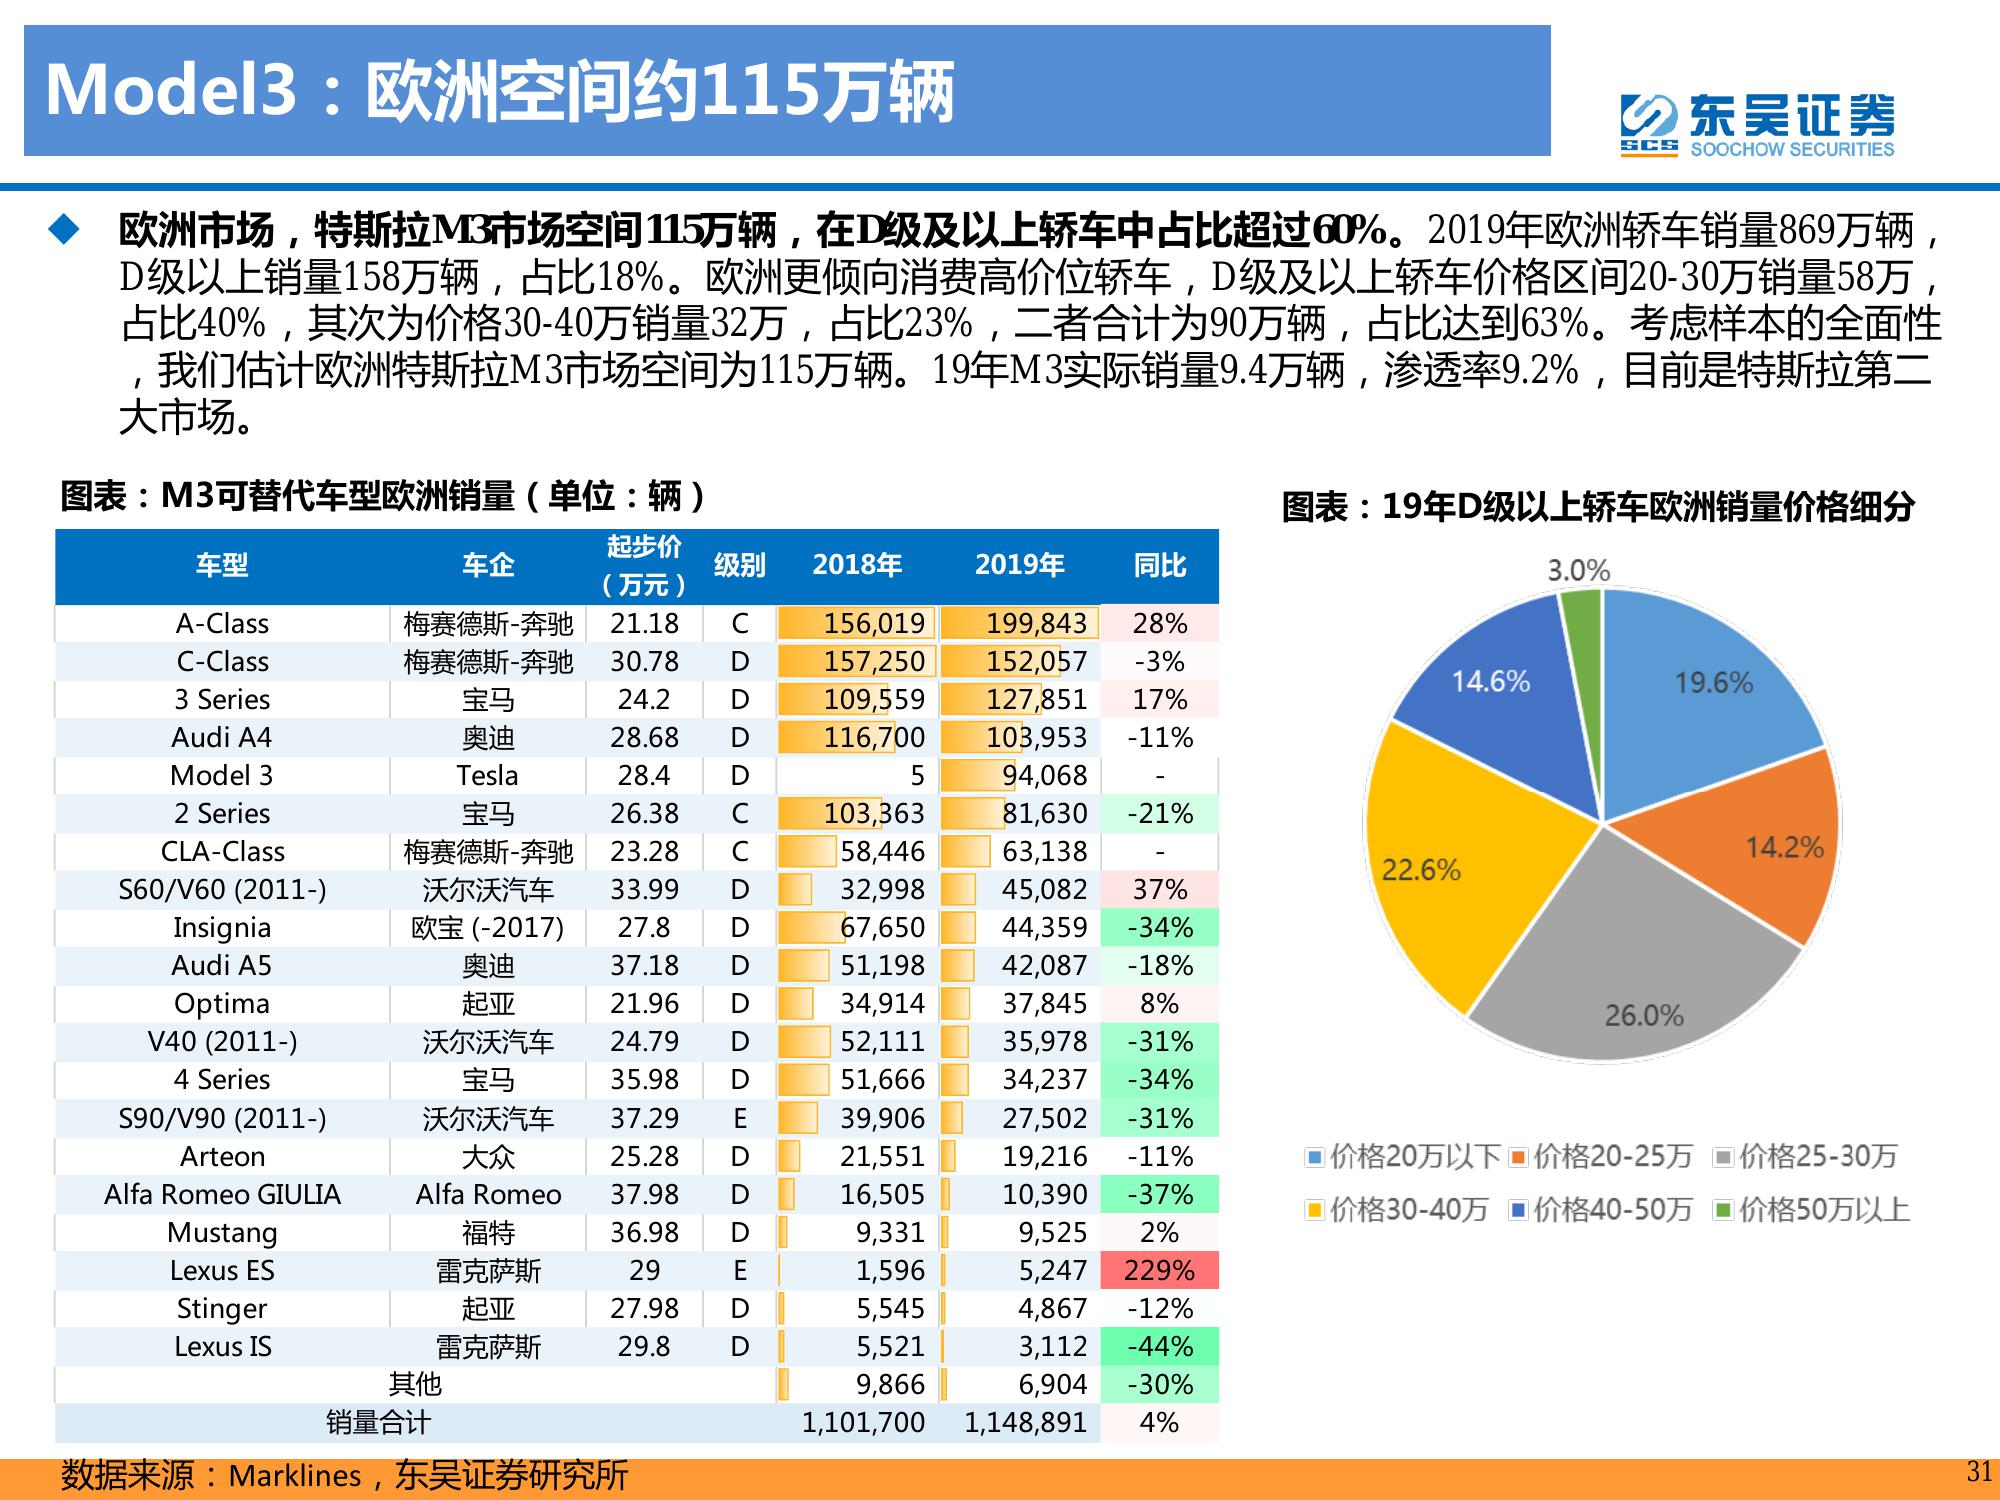 Model3：欧洲空间约115万辆
SCS 东吴证券
SOOCHOW SECURITIES
◆ 欧洲市场，特斯拉M3市场空间115万辆，在D级及以上轿车中占比超过60%。2019年欧洲轿车销量869万辆，
D级以上销量158万辆，占比18%。欧洲更倾向消费高价位轿车，D级及以上轿车价格区间20-30万销量58万，
占比40%，其次为价格30-40万销量32万，占比23%，二者合计为90万辆，占比达到63%。考虑样本的全面性
，我们估计欧洲特斯拉M3市场空间为115万辆。19年M3实际销量9.4万辆，渗透率9.2%，目前是特斯拉第二
大市场。
图表：M3可替代车型欧洲销量（单位：辆）
车型 车企 起步价（万元） 级别 2018年 2019年 同比
A-Class 梅赛德斯-奔驰 21.18 C 156,019 199,843 28%
C-Class 梅赛德斯-奔驰 30.78 D 157,250 152,057 -3%
3 Series 宝马 24.2 D 109,559 127,851 17%
Audi A4 奥迪 28.68 D 116,700 103,953 -11%
Model 3 Tesla 28.4 D 5 94,068 -
2 Series 宝马 26.38 C 103,363 81,630 -21%
CLA-Class 梅赛德斯-奔驰 23.28 C 58,446 63,138 -
S60/V60 (2011-) 沃尔沃汽车 33.99 D 32,998 45,082 37%
Insignia 欧宝 (-2017) 27.8 D 67,650 44,359 -34%
Audi A5 奥迪 37.18 D 51,198 42,087 -18%
Optima 起亚 21.96 D 34,914 37,845 8%
V40 (2011-) 沃尔沃汽车 24.79 D 52,111 35,978 -31%
4 Series 宝马 35.98 D 51,666 34,237 -34%
S90/V90 (2011-) 沃尔沃汽车 37.29 E 39,906 27,502 -31%
Arteon 大众 25.28 D 21,551 19,216 -11%
Alfa Romeo GIULIA Alfa Romeo 37.98 D 16,505 10,390 -37%
Mustang 福特 36.98 D 9,331 9,525 2%
Lexus ES 雷克萨斯 29 E 1,596 5,247 229%
Stinger 起亚 27.98 D 5,545 4,867 -12%
Lexus IS 雷克萨斯 29.8 D 5,521 3,112 -44%
其他 9,866 6,904 -30%
销量合计 1,101,700 1,148,891 4%
图表：19年D级以上轿车欧洲销量价格细分
3.0%
14.6% 19.6%
14.2%
22.6%
26.0%
价格20万以下 价格20-25万 价格25-30万
价格30-40万 价格40-50万 价格50万以上
数据来源：Marklines，东吴证券研究所
31